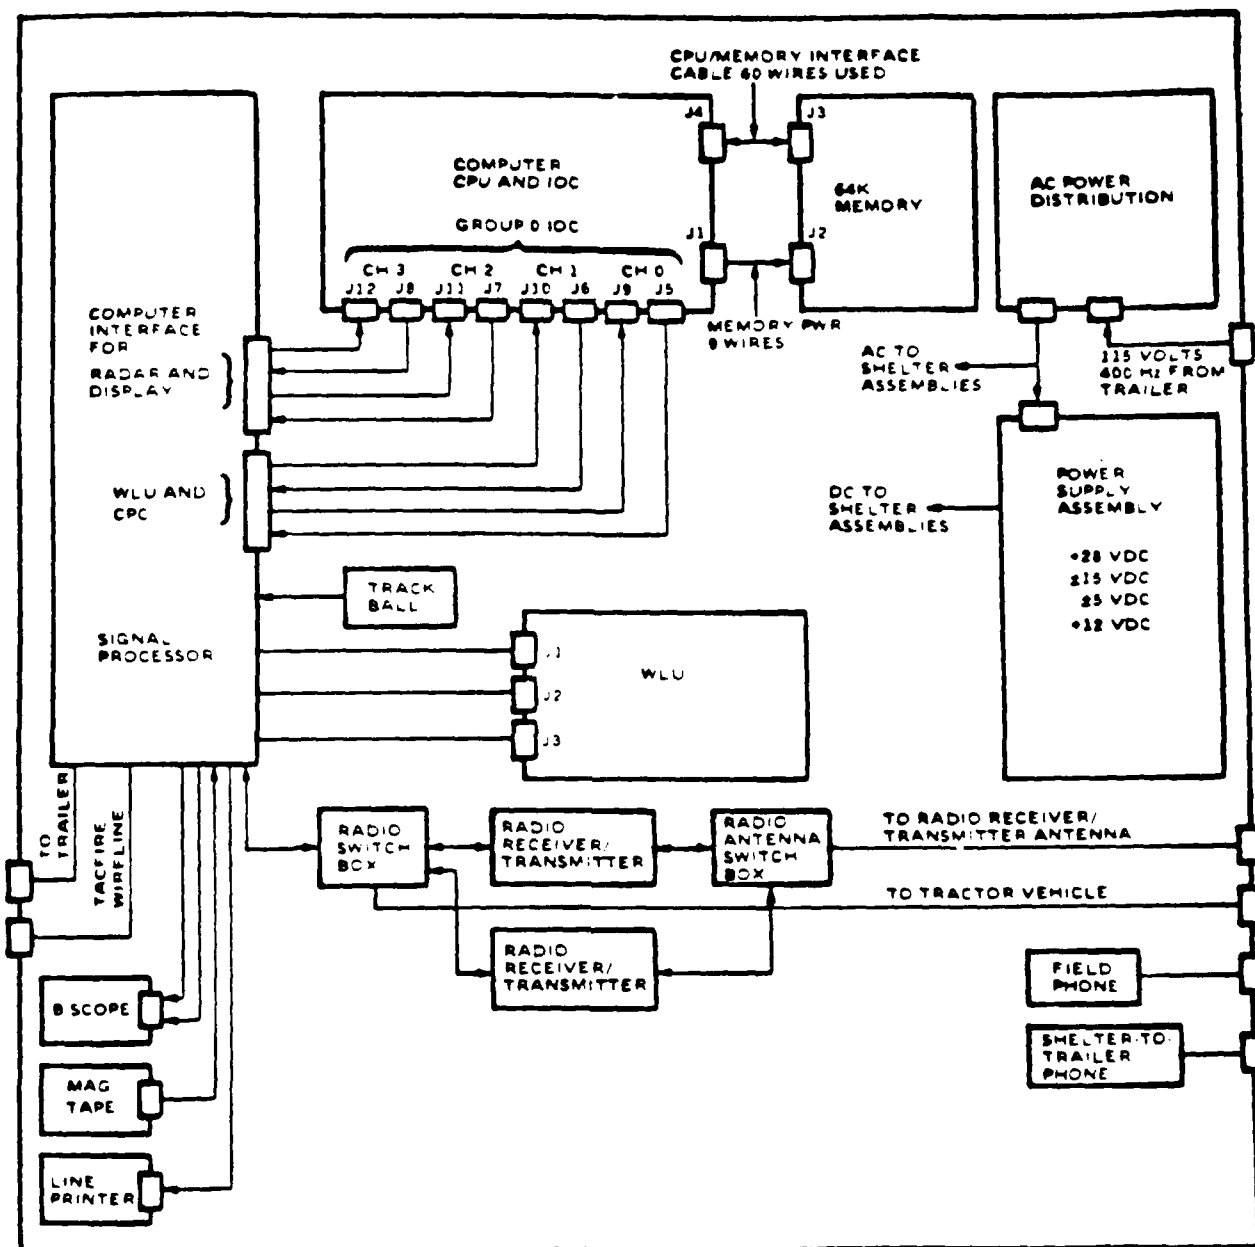 CPU/MEMORY INTERFACE
CABLE 60 WIRES USED
J4
J3
COMPUTER
CPU AND IOC
64K
MEMORY
AC POWER
DISTRIBUTION
GROUP 0 IOC
J1
J2
CH 3
CH 2
CH 1
CH 0
J12
J8
J11
J7
J10
J6
J9
J5
COMPUTER
INTERFACE
FOR
RADAR AND
DISPLAY
MEMORY PWR
9 WIRES
AC TO
SHELTER
ASSEMBLIES
115 VOLTS
400 Hz FROM
TRAILER
WLU AND
CPC
DC TO
SHELTER
ASSEMBLIES
POWER
SUPPLY
ASSEMBLY
+28 VDC
±15 VDC
±5 VDC
+12 VDC
TRACK
BALL
SIGNAL
PROCESSOR
J1
J2
J3
WLU
TO
TRAILER
TACFIRE
WIRELINE
RADIO
SWITCH
BOX
RADIO
RECEIVER/
TRANSMITTER
RADIO
ANTENNA
SWITCH
BOX
TO RADIO RECEIVER/
TRANSMITTER ANTENNA
TO TRACTOR VEHICLE
RADIO
RECEIVER/
TRANSMITTER
FIELD
PHONE
B SCOPE
SHELTER-TO-
TRAILER
PHONE
MAG
TAPE
LINE
PRINTER